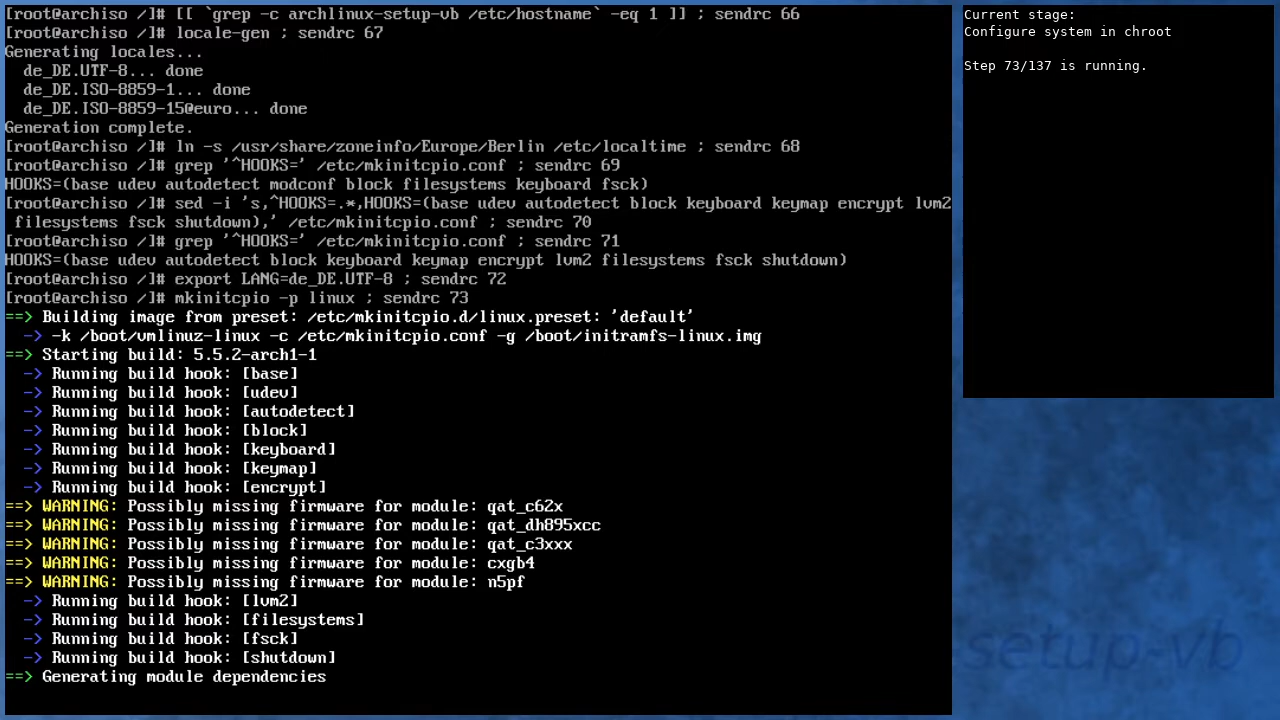 [root@archiso /]# [[ `grep -c archlinux-setup-vb /etc/hostname` -eq 1 ]] ; sendrc 66
[root@archiso /]# locale-gen ; sendrc 67
Generating locales...
  de_DE.UTF-8... done
  de_DE.ISO-8859-1... done
  de_DE.ISO-8859-15@euro... done
Generation complete.
[root@archiso /]# ln -s /usr/share/zoneinfo/Europe/Berlin /etc/localtime ; sendrc 68
[root@archiso /]# grep '^HOOKS=' /etc/mkinitcpio.conf ; sendrc 69
HOOKS=(base udev autodetect modconf block filesystems keyboard fsck)
[root@archiso /]# sed -i 's,^HOOKS=.*,HOOKS=(base udev autodetect block keyboard keymap encrypt lvm2
 filesystems fsck shutdown),' /etc/mkinitcpio.conf ; sendrc 70
[root@archiso /]# grep '^HOOKS=' /etc/mkinitcpio.conf ; sendrc 71
HOOKS=(base udev autodetect block keyboard keymap encrypt lvm2 filesystems fsck shutdown)
[root@archiso /]# export LANG=de_DE.UTF-8 ; sendrc 72
[root@archiso /]# mkinitcpio -p linux ; sendrc 73
==> Building image from preset: /etc/mkinitcpio.d/linux.preset: 'default'
  -> -k /boot/vmlinuz-linux -c /etc/mkinitcpio.conf -g /boot/initramfs-linux.img
==> Starting build: 5.5.2-arch1-1
  -> Running build hook: [base]
  -> Running build hook: [udev]
  -> Running build hook: [autodetect]
  -> Running build hook: [block]
  -> Running build hook: [keyboard]
  -> Running build hook: [keymap]
  -> Running build hook: [encrypt]
==> WARNING: Possibly missing firmware for module: qat_c62x
==> WARNING: Possibly missing firmware for module: qat_dh895xcc
==> WARNING: Possibly missing firmware for module: qat_c3xxx
==> WARNING: Possibly missing firmware for module: cxgb4
==> WARNING: Possibly missing firmware for module: n5pf
  -> Running build hook: [lvm2]
  -> Running build hook: [filesystems]
  -> Running build hook: [fsck]
  -> Running build hook: [shutdown]
==> Generating module dependencies
Current stage:
Configure system in chroot
Step 73/137 is running.
setup-vb